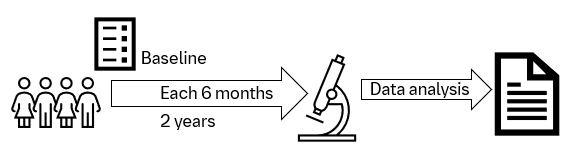 Baseline
Each 6 months
2 years
Data analysis